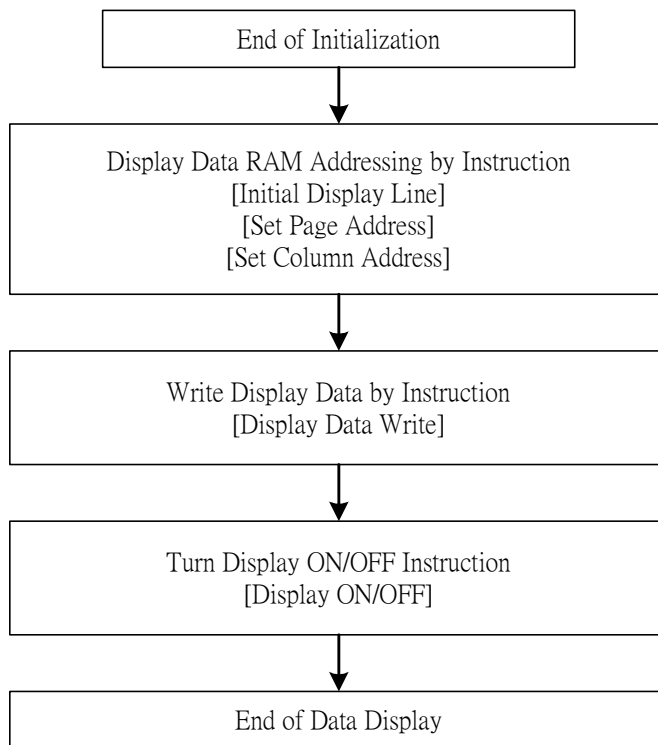 End of Initialization
Display Data RAM Addressing by Instruction
[Initial Display Line]
[Set Page Address]
[Set Column Address]
Write Display Data by Instruction
[Display Data Write]
Turn Display ON/OFF Instruction
[Display ON/OFF]
End of Data Display